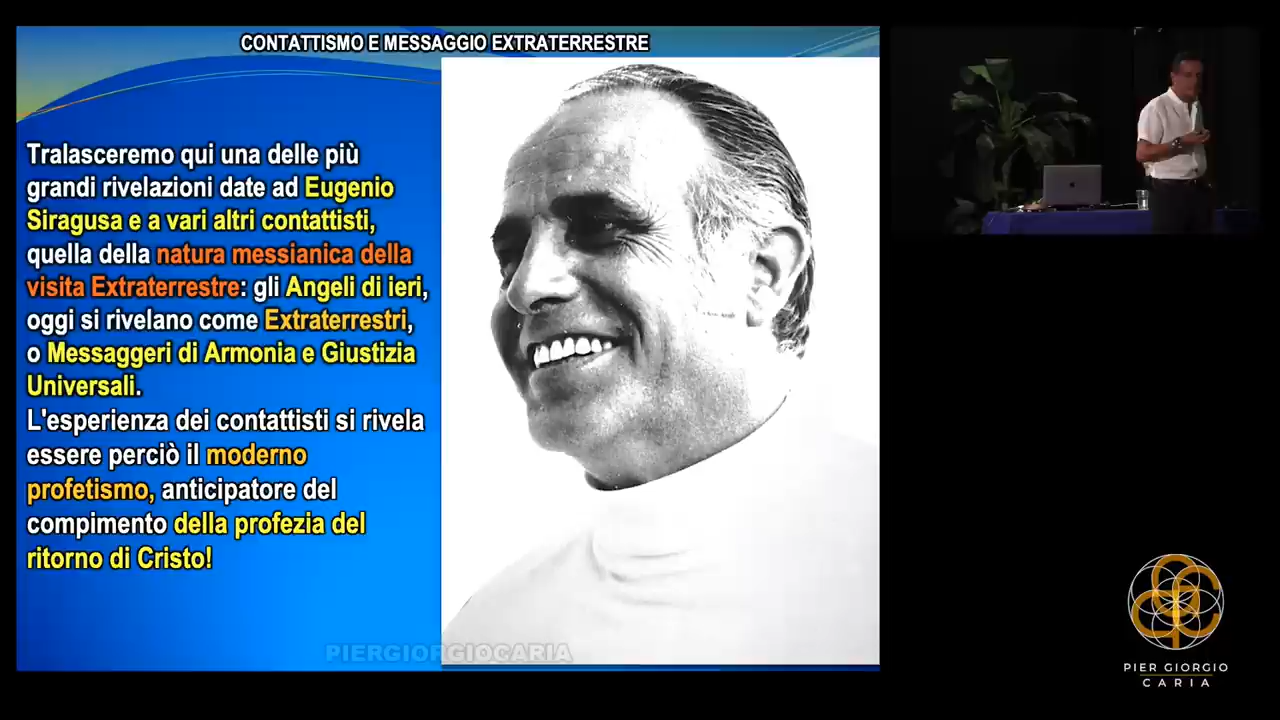 CONTATTISMO E MESSAGGIO EXTRATERRESTRE
Tralasceremo qui una delle più
grandi rivelazioni date ad Eugenio
Siragusa e a vari altri contattisti,
quella della natura messianica della
visita Extraterrestre: gli Angeli di ieri,
oggi si rivelano come Extraterrestri,
o Messaggeri di Armonia e Giustizia
Universali.
L'esperienza dei contattisti si rivela
essere perciò il moderno
profetismo, anticipatore del
compimento della profezia del
ritorno di Cristo!
PIERGIORGIOCARIA
PIER GIORGIO
CARIA